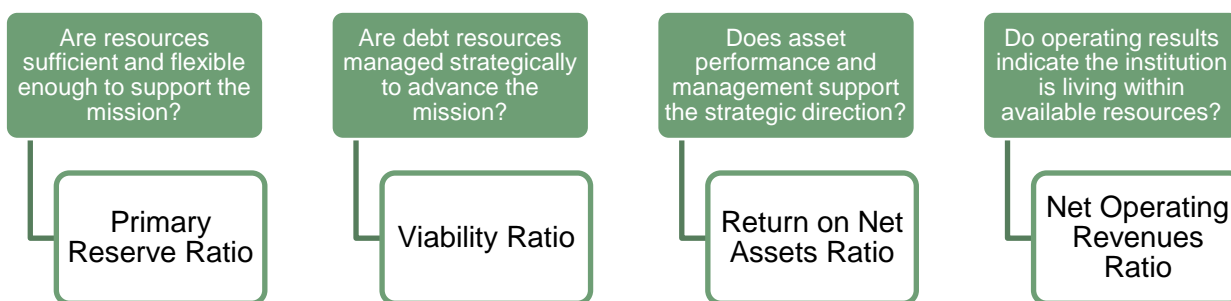 Are resources
sufficient and flexible
enough to support the
mission?
Primary
Reserve Ratio
Are debt resources
managed strategically
to advance the
mission?
Viability Ratio
Does asset
performance and
management support
the strategic direction?
Return on Net
Assets Ratio
Do operating results
indicate the institution
is living within
available resources?
Net Operating
Revenues
Ratio